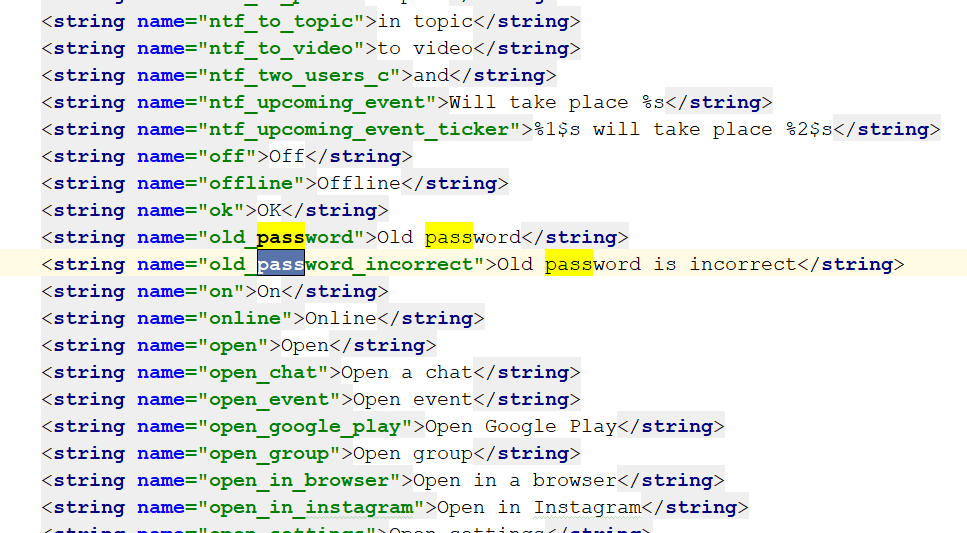 <string name="ntf_to_topic">in topic</string>
<string name="ntf_to_video">to video</string>
<string name="ntf_two_users_c">and</string>
<string name="ntf_upcoming_event">Will take place %s</string>
<string name="ntf_upcoming_event_ticker">%1$s will take place %2$s</string>
<string name="off">Off</string>
<string name="offline">Offline</string>
<string name="ok">OK</string>
<string name="old_password">Old password</string>
<string name="old_password_incorrect">Old password is incorrect</string>
<string name="on">On</string>
<string name="online">Online</string>
<string name="open">Open</string>
<string name="open_chat">Open a chat</string>
<string name="open_event">Open event</string>
<string name="open_google_play">Open Google Play</string>
<string name="open_group">Open group</string>
<string name="open_in_browser">Open in a browser</string>
<string name="open_in_instagram">Open in Instagram</string>
<string name="open_settings">Open settings</string>